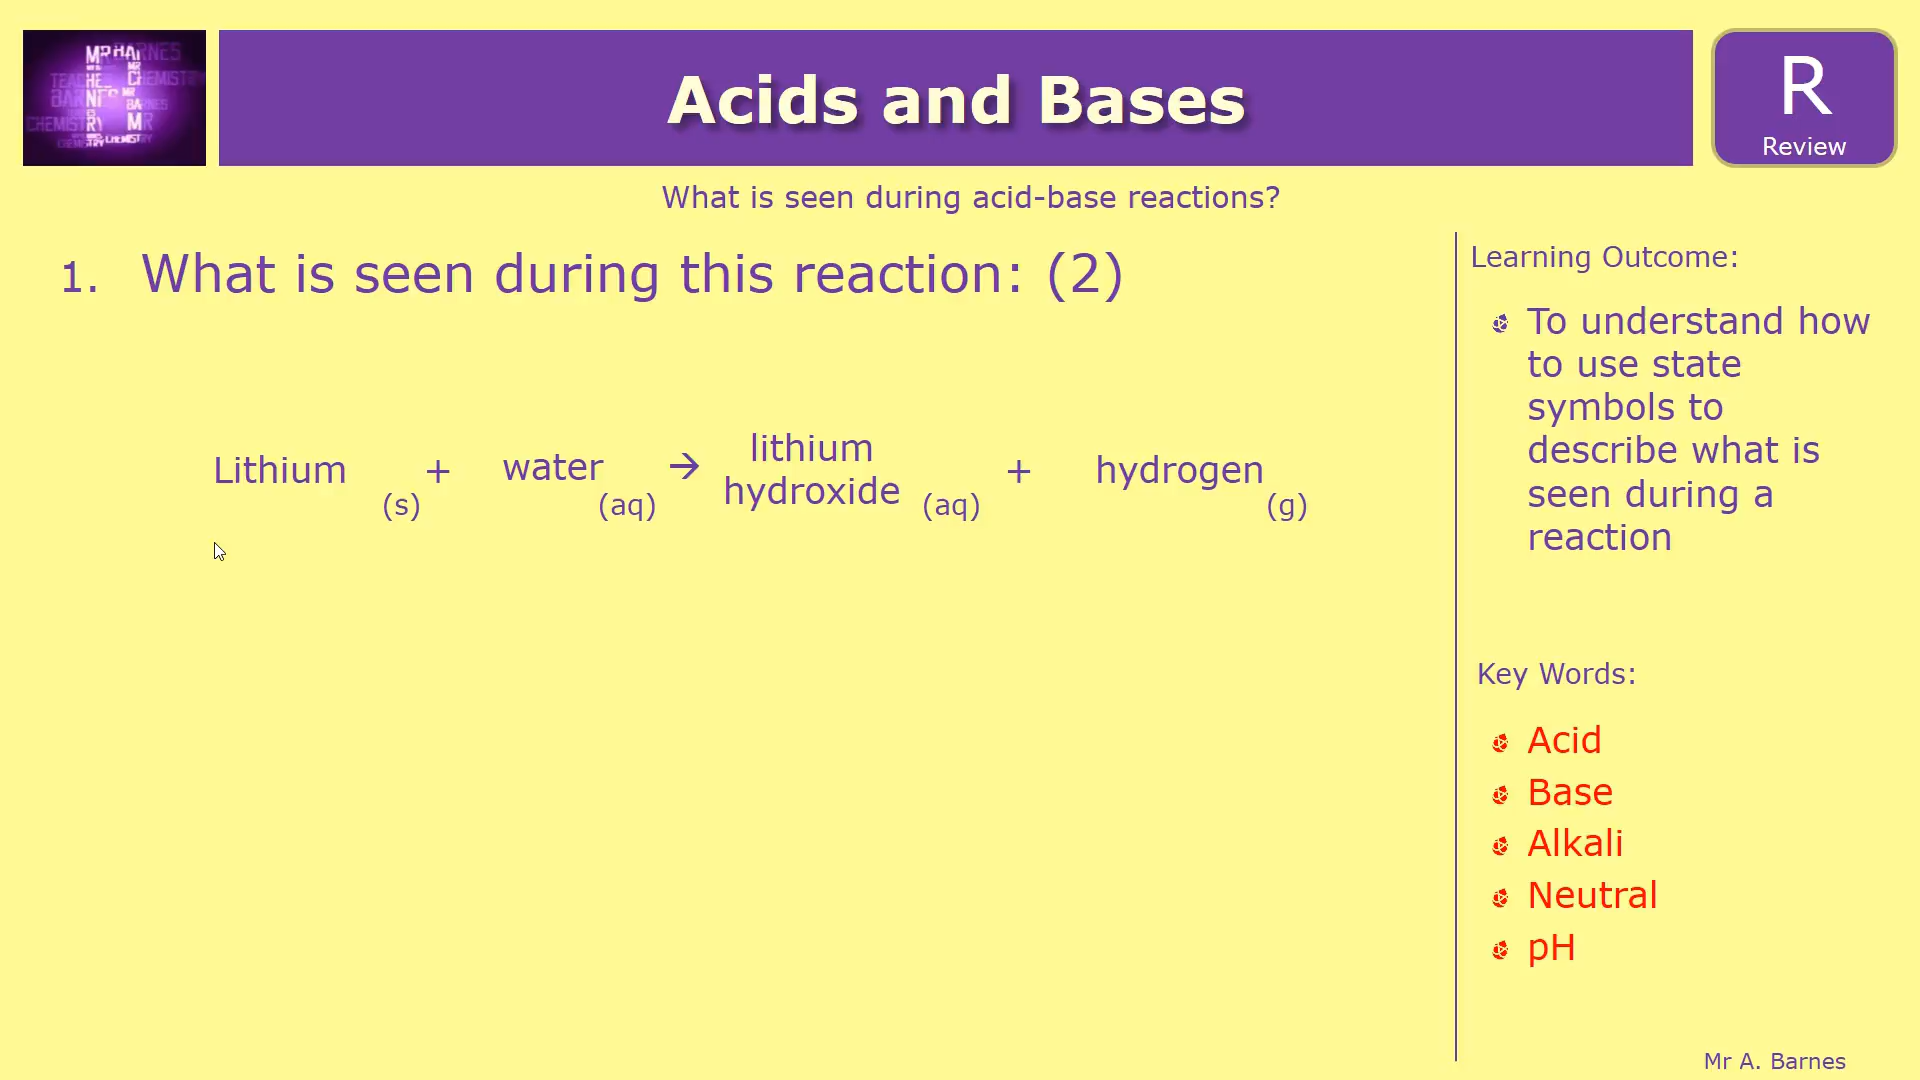 Acids and Bases
R
Review
What is seen during acid-base reactions?
1. What is seen during this reaction: (2)
Lithium (s) + water (aq) → lithium hydroxide (aq) + hydrogen (g)
Learning Outcome:
To understand how
to use state
symbols to
describe what is
seen during a
reaction
Key Words:
Acid
Base
Alkali
Neutral
pH
Mr A. Barnes